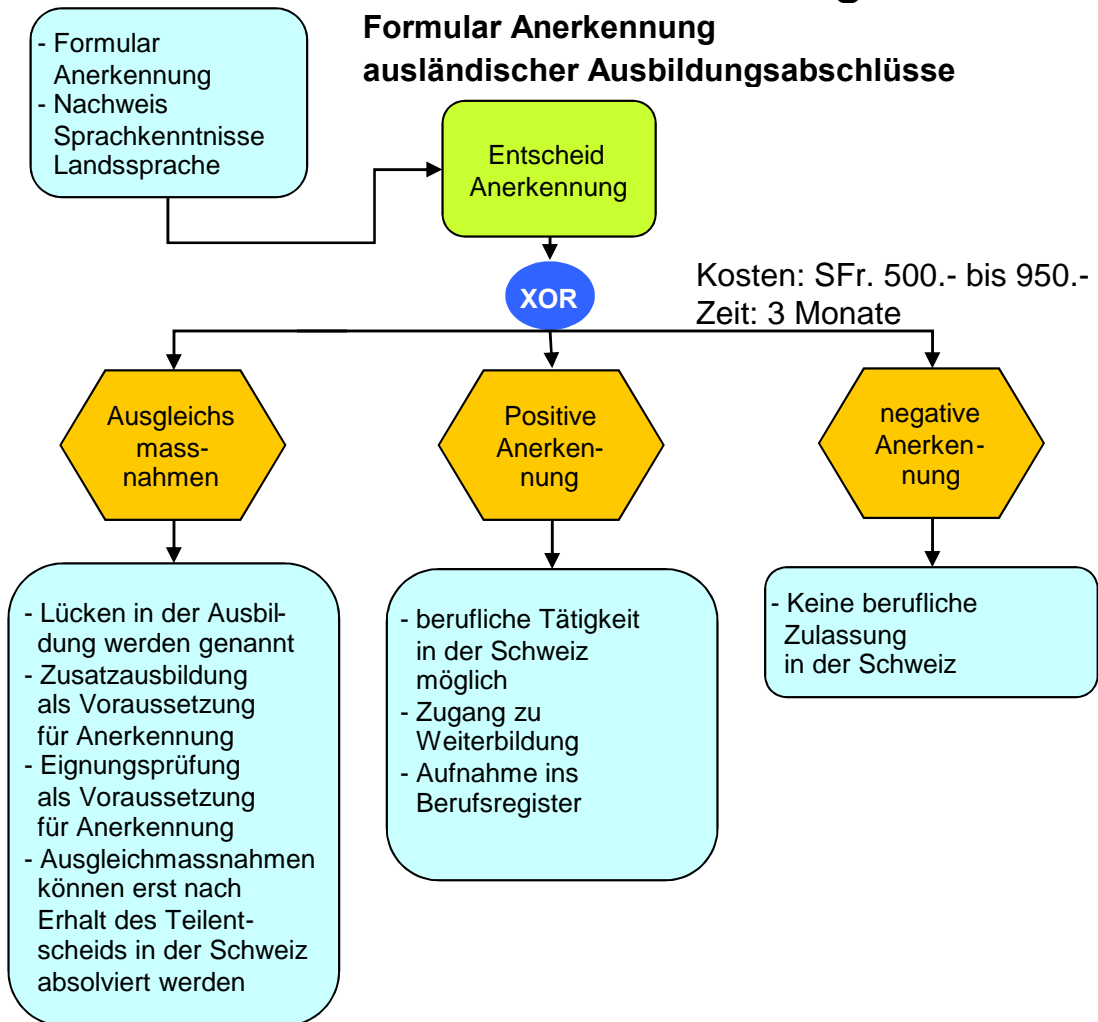 Formular Anerkennung
ausländischer Ausbildungsabschlüsse
- Formular
Anerkennung
- Nachweis
Sprachkenntnisse
Landssprache
Entscheid
Anerkennung
XOR
Kosten: SFr. 500.- bis 950.-
Zeit: 3 Monate
Ausgleichs
mass-
nahmen
Positive
Anerken-
nung
negative
Anerken-
nung
- Lücken in der Ausbil-
dung werden genannt
- Zusatzausbildung
als Voraussetzung
für Anerkennung
- Eignungsprüfung
als Voraussetzung
für Anerkennung
- Ausgleichmassnahmen
können erst nach
Erhalt des Teilent-
scheids in der Schweiz
absolviert werden
- berufliche Tätigkeit
in der Schweiz
möglich
- Zugang zu
Weiterbildung
- Aufnahme ins
Berufsregister
- Keine berufliche
Zulassung
in der Schweiz